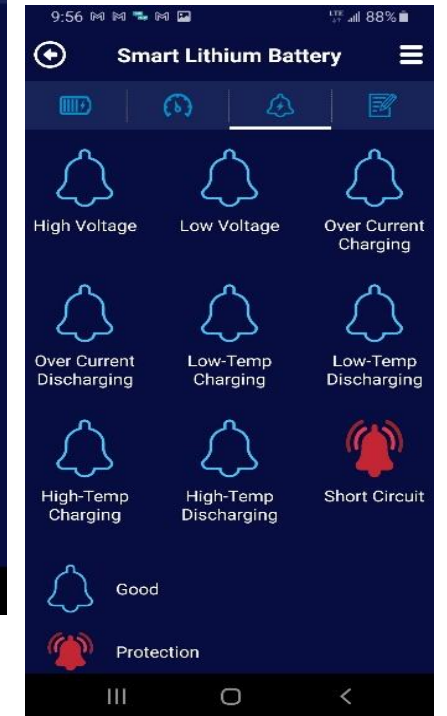 9:56 LTE 88%
Smart Lithium Battery
High Voltage
Low Voltage
Over Current
Charging
Over Current
Discharging
Low-Temp
Charging
Low-Temp
Discharging
High-Temp
Charging
High-Temp
Discharging
Short Circuit
Good
Protection